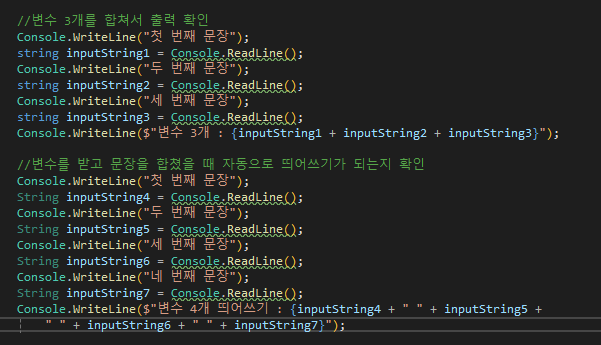 //변수 3개를 합쳐서 출력 확인
Console.WriteLine("첫 번째 문장");
string inputString1 = Console.ReadLine();
Console.WriteLine("두 번째 문장");
string inputString2 = Console.ReadLine();
Console.WriteLine("세 번째 문장");
string inputString3 = Console.ReadLine();
Console.WriteLine($"변수 3개 : {inputString1 + inputString2 + inputString3}");
//변수를 받고 문장을 합쳤을 때 자동으로 띄어쓰기가 되는지 확인
Console.WriteLine("첫 번째 문장");
String inputString4 = Console.ReadLine();
Console.WriteLine("두 번째 문장");
String inputString5 = Console.ReadLine();
Console.WriteLine("세 번째 문장");
String inputString6 = Console.ReadLine();
Console.WriteLine("네 번째 문장");
String inputString7 = Console.ReadLine();
Console.WriteLine($"변수 4개 띄어쓰기 : {inputString4 + " " + inputString5 +
" " + inputString6 + " " + inputString7}");